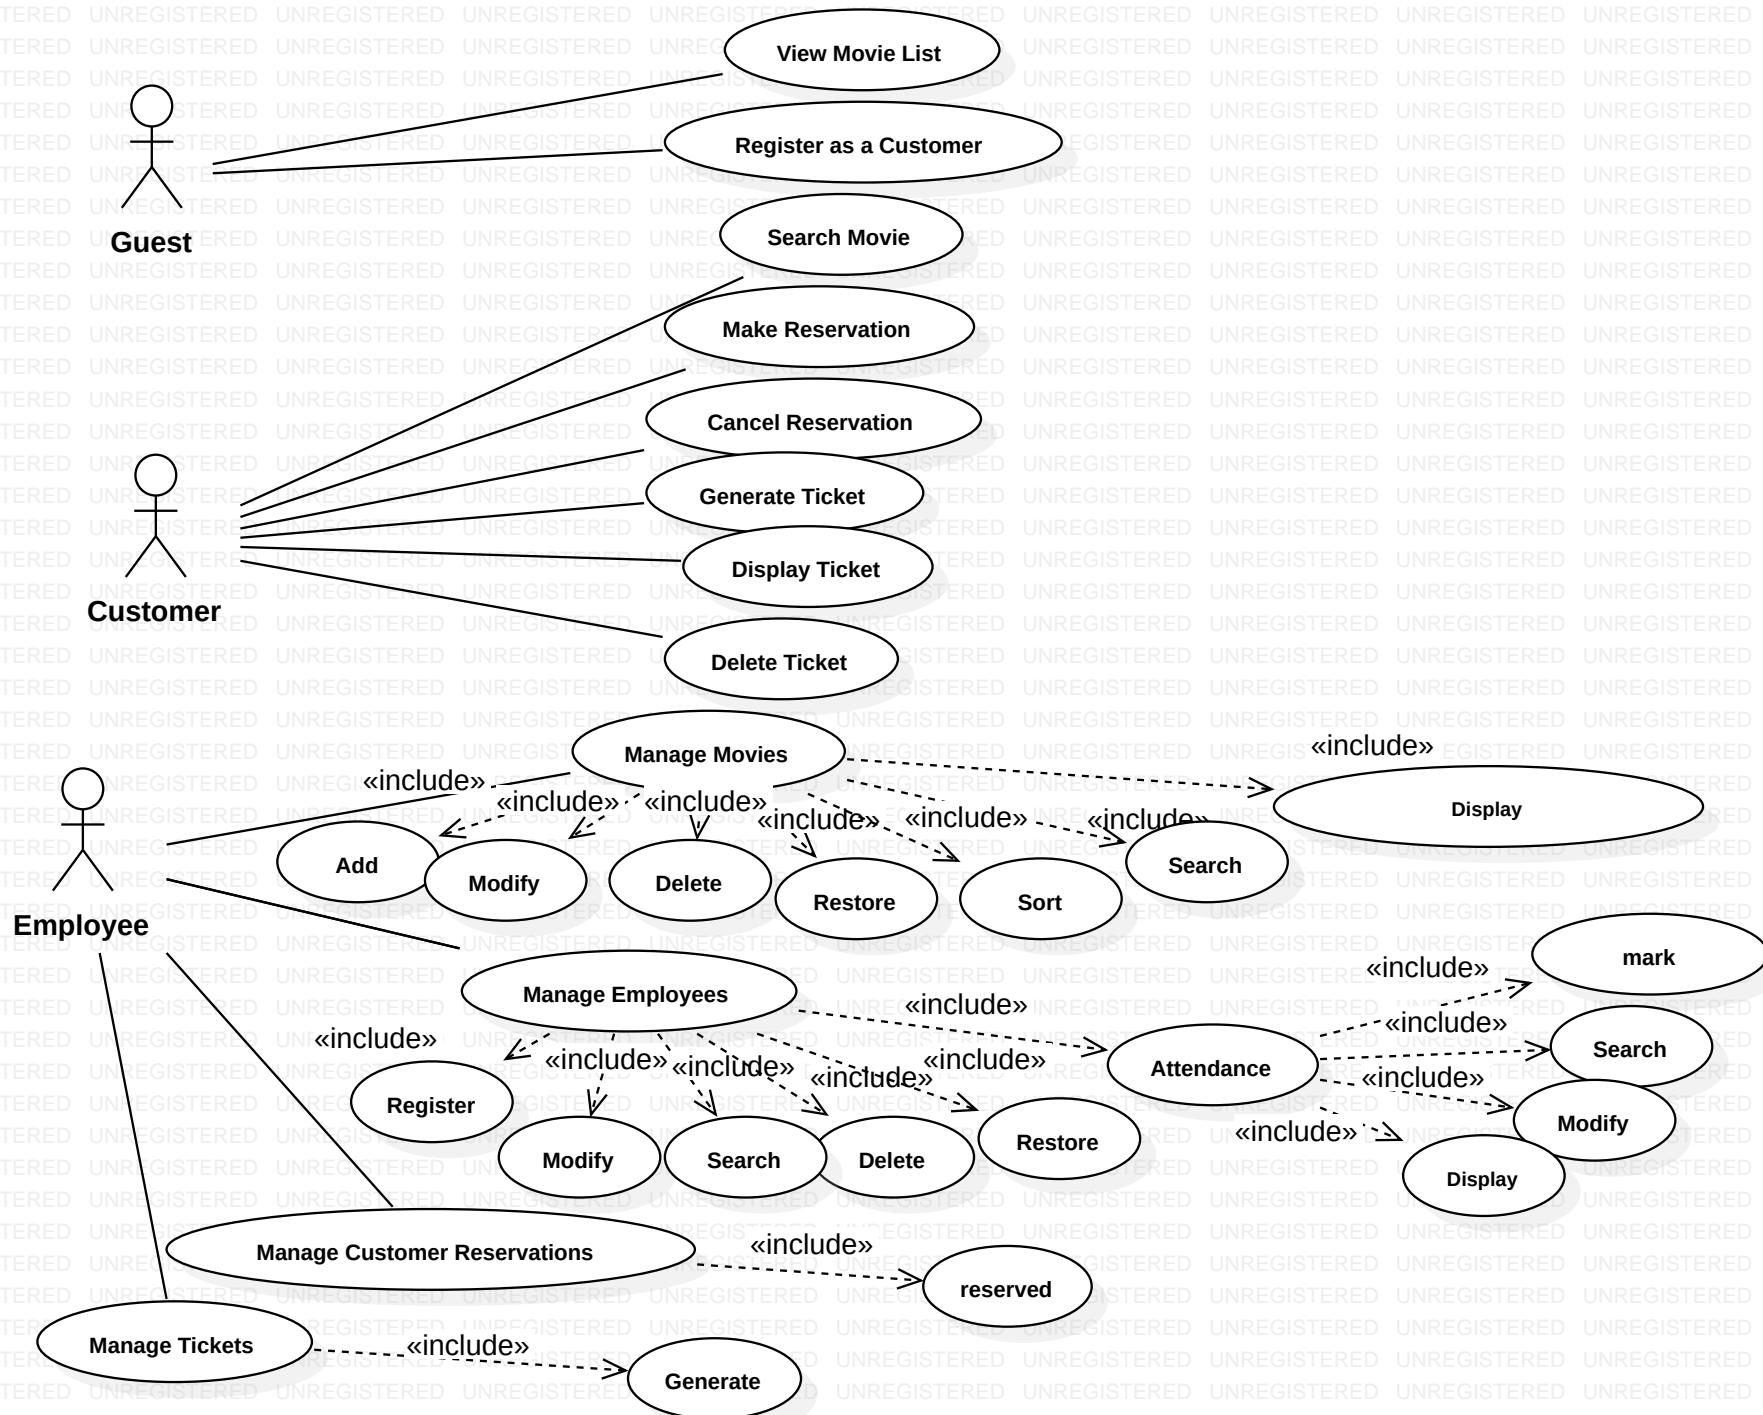 View Movie List
Register as a Customer
Guest
Search Movie
Make Reservation
Cancel Reservation
Generate Ticket
Display Ticket
Customer
Delete Ticket
Manage Movies
«include»
«include»
«include»
«include»
«include»
«include»
«include»
Display
Add
Modify
Delete
Restore
Sort
Search
Employee
Manage Employees
«include»
«include»
«include»
«include»
«include»
«include»
Register
Modify
Search
Delete
Restore
Attendance
«include»
«include»
«include»
«include»
mark
Search
Modify
Display
Manage Customer Reservations
«include»
reserved
Manage Tickets
«include»
Generate
UNREGISTERED